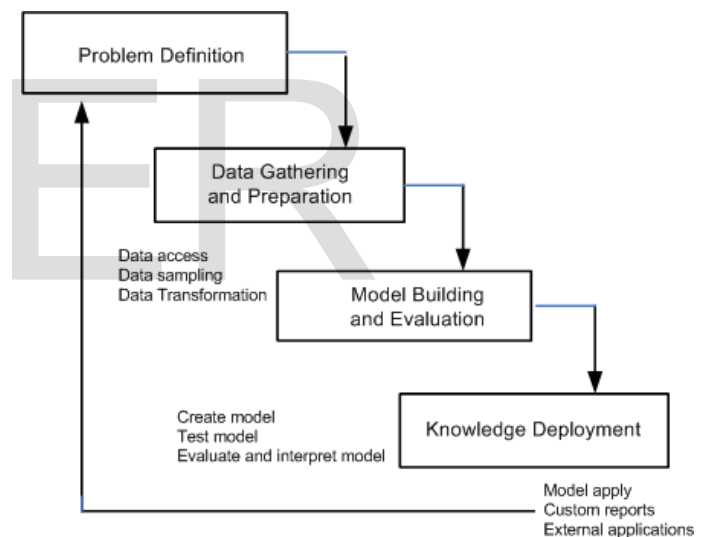 Problem Definition
ER
Data Gathering
and Preparation
Data access
Data sampling
Data Transformation
Model Building
and Evaluation
Create model
Test model
Evaluate and interpret model
Knowledge Deployment
Model apply
Custom reports
External applications